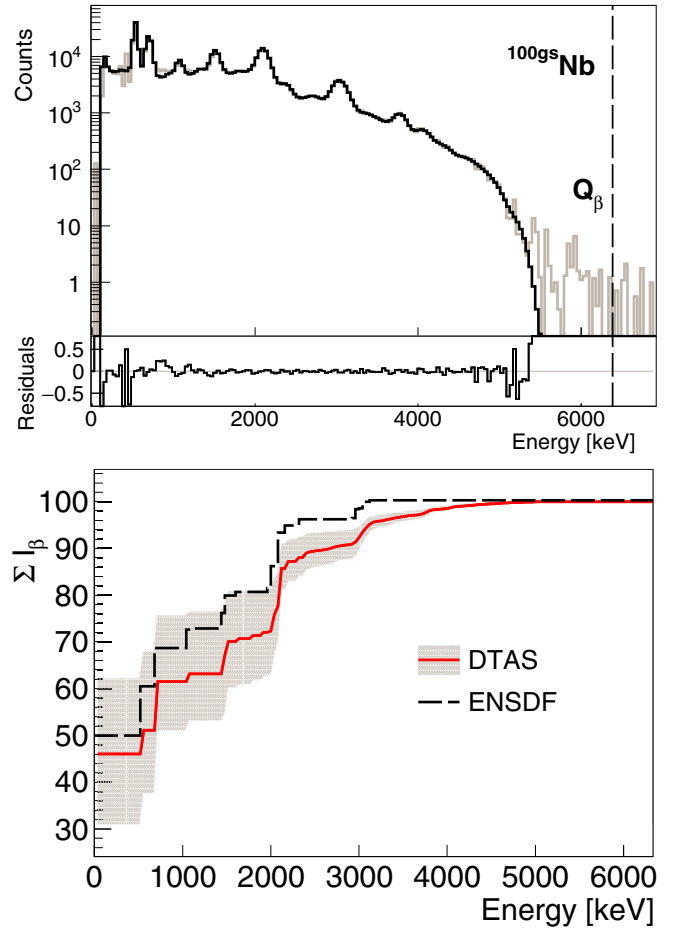 Counts
10⁴
10³
10²
10
1
¹⁰⁰ᵍˢNb
Q_β
Residuals
0.5
0
−0.5
0 2000 4000 6000
Energy [keV]
Σ I_β
100
90
80
70
60
50
40
30
DTAS
ENSDF
0 1000 2000 3000 4000 5000 6000
Energy [keV]